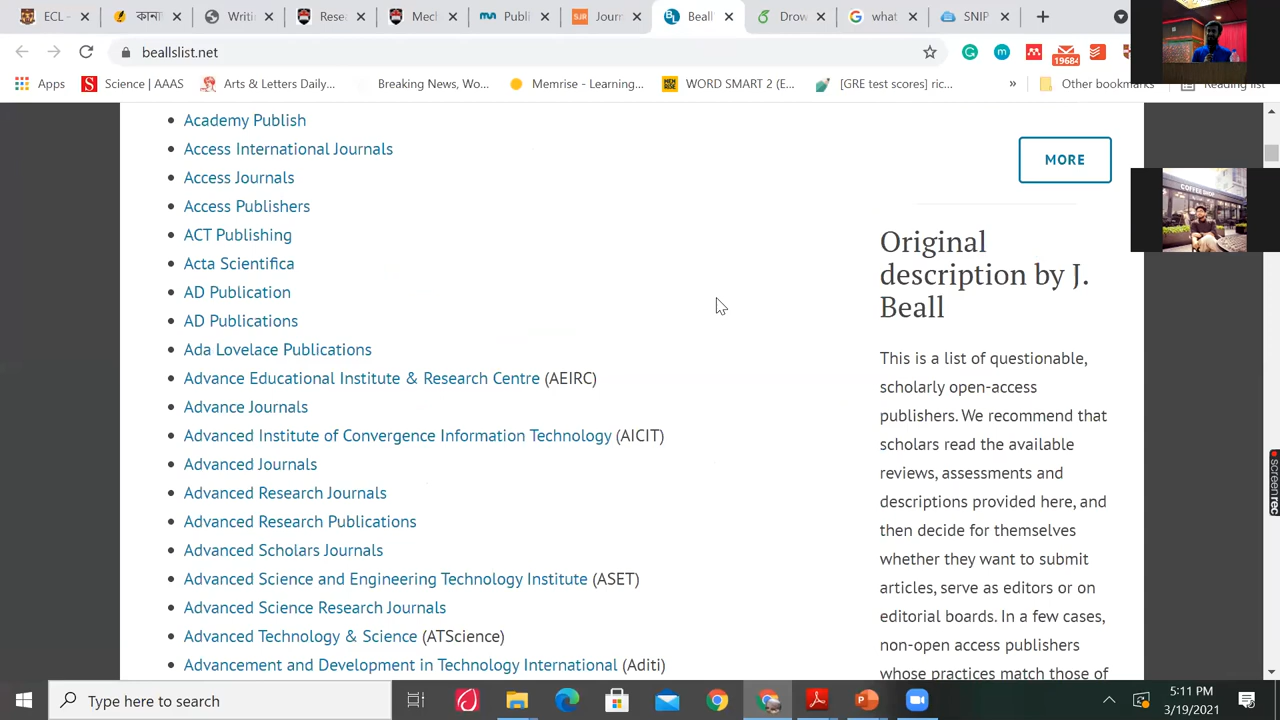 ECL
কানা
Writi
Rese
Mech
Publi
SJR
Journ
BL
Beall
Drow
what
SNIP
beallslist.net
19684
Apps
Science | AAAS
Arts & Letters Daily...
Breaking News, Wo...
Memrise - Learning...
WORD SMART 2 (E...
[GRE test scores] ric...
»
Other bookmarks
Reading list
Academy Publish
Access International Journals
Access Journals
Access Publishers
ACT Publishing
Acta Scientifica
AD Publication
AD Publications
Ada Lovelace Publications
Advance Educational Institute & Research Centre (AEIRC)
Advance Journals
Advanced Institute of Convergence Information Technology (AICIT)
Advanced Journals
Advanced Research Journals
Advanced Research Publications
Advanced Scholars Journals
Advanced Science and Engineering Technology Institute (ASET)
Advanced Science Research Journals
Advanced Technology & Science (ATScience)
Advancement and Development in Technology International (Aditi)
MORE
COFFEE SHOP
Original
description by J.
Beall
This is a list of questionable,
scholarly open-access
publishers. We recommend that
scholars read the available
reviews, assessments and
descriptions provided here, and
then decide for themselves
whether they want to submit
articles, serve as editors or on
editorial boards. In a few cases,
non-open access publishers
whose practices match those of
screenrec
Type here to search
5:11 PM
3/19/2021